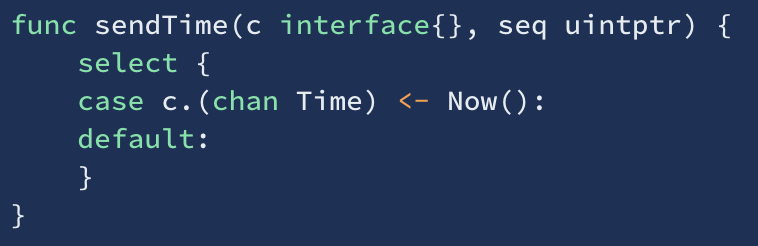 func sendTime(c interface{}, seq uintptr) {
    select {
    case c.(chan Time) <- Now():
    default:
    }
}